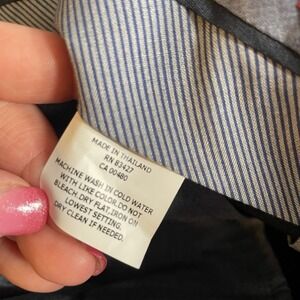 MADE IN THAILAND
RN 83427
CA 00480
MACHINE WASH IN COLD WATER
WITH LIKE COLOR.DO NOT
BLEACH. DRY FLAT, IRON ON
LOWEST SETTING.
DRY CLEAN IF NEEDED.